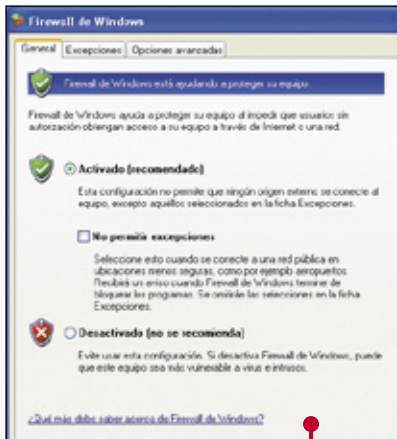 Firewall de Windows
General Excepciones Opciones avanzadas
Firewall de Windows está ayudando a proteger su equipo
Firewall de Windows ayuda a proteger su equipo al impedir que usuarios sin
autorización obtengan acceso a su equipo a través de Internet o una red.
Activado (recomendado)
Esta configuración no permite que ningún origen externo se conecte al
equipo, excepto aquellos seleccionados en la ficha Excepciones.
No permitir excepciones
Seleccione esto cuando se conecte a una red pública en
ubicaciones menos seguras, como por ejemplo aeropuertos.
Recibirá un aviso cuando Firewall de Windows termine de
bloquear los programas. Se omitirán las selecciones en la ficha
Excepciones.
Desactivado (no se recomienda)
Evite usar esta configuración. Si desactiva Firewall de Windows, puede
que este equipo sea más vulnerable a virus e intrusos.
¿Qué más debo saber acerca de Firewall de Windows?